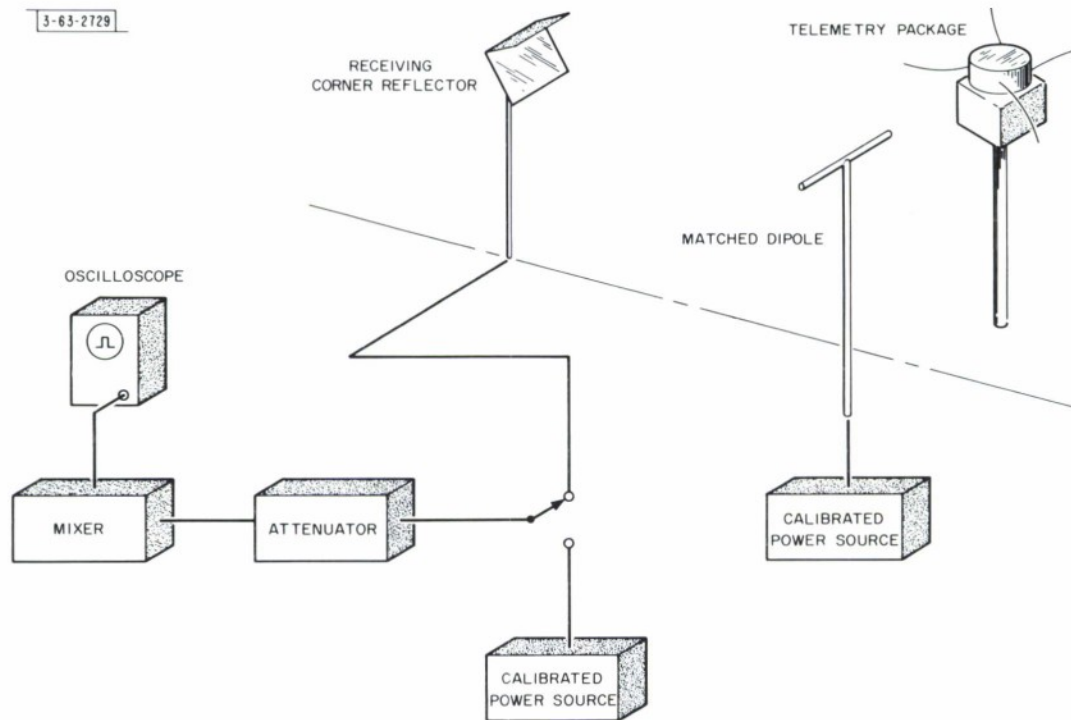 3-63-2729
RECEIVING
CORNER REFLECTOR
TELEMETRY PACKAGE
MATCHED DIPOLE
OSCILLOSCOPE
MIXER
ATTENUATOR
CALIBRATED
POWER SOURCE
CALIBRATED
POWER SOURCE